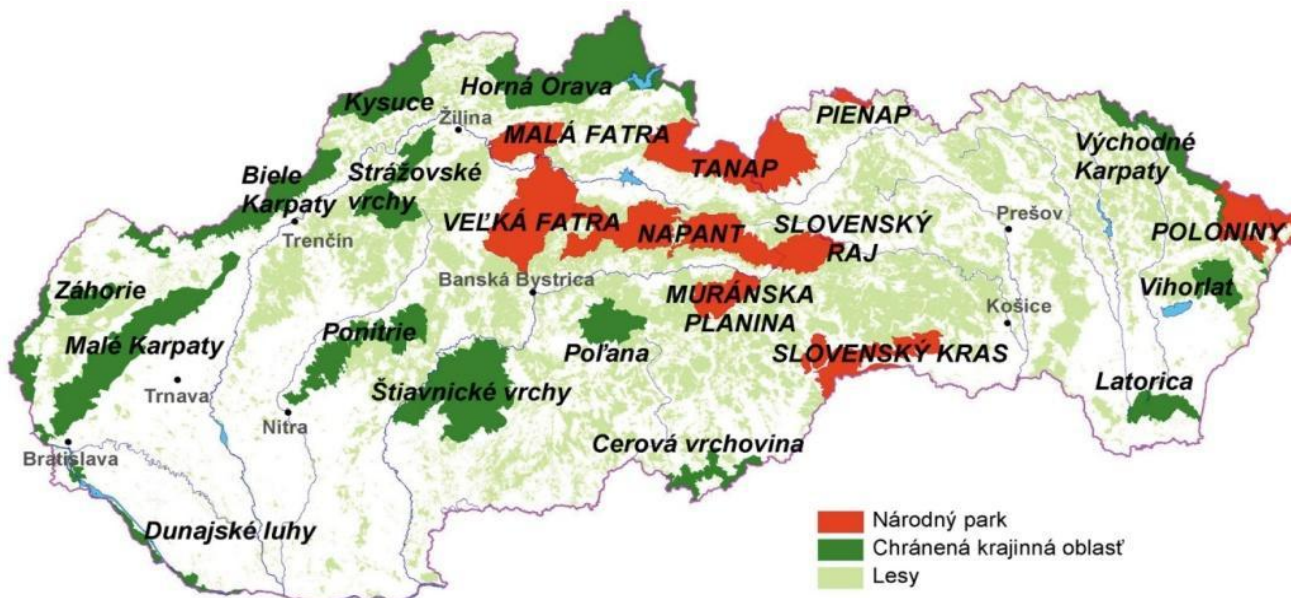 Horná Orava
Kysuce
Žilina
PIENAP
MALÁ FATRA
TANAP
Východné
Karpaty
Strážovské
vrchy
Biele
Karpaty
Trenčín
VEĽKÁ FATRA
NAPANT
SLOVENSKÝ
RAJ
Prešov
POLONINY
Banská Bystrica
Záhorie
MURÁNSKA
PLANINA
Vihorlat
Košice
Malé Karpaty
Ponitrie
Poľana
SLOVENSKÝ KRAS
Trnava
Štiavnické vrchy
Latorica
Nitra
Cerová vrchovina
Bratislava
Dunajské luhy
Národný park
Chránená krajinná oblasť
Lesy